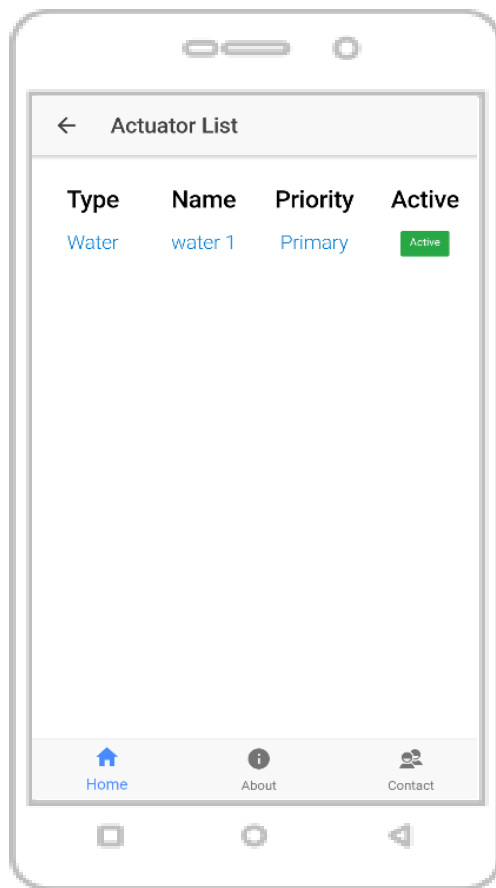 Actuator List
Type Name Priority Active
Water water 1 Primary Active
Home About Contact